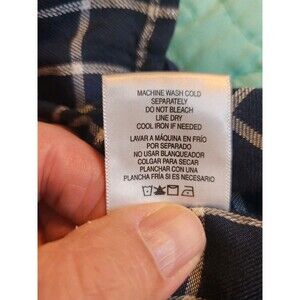 MACHINE WASH COLD
SEPARATELY
DO NOT BLEACH
LINE DRY
COOL IRON IF NEEDED
LAVAR A MÁQUINA EN FRÍO
POR SEPARADO
NO USAR BLANQUEADOR
COLGAR PARA SECAR
PLANCHAR CON UNA
PLANCHA FRÍA SI ES NECESARIO